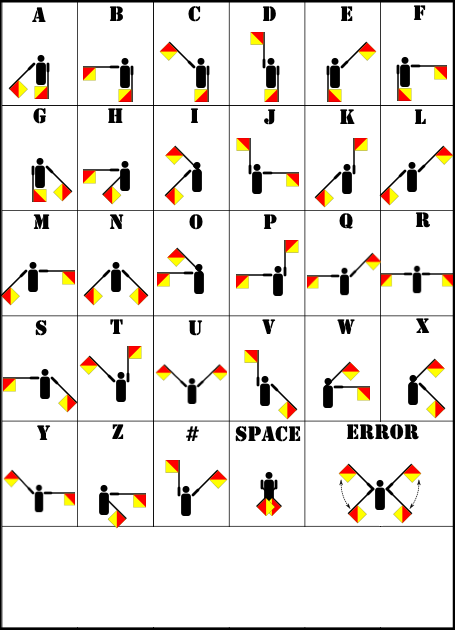 A B C D E F
G H I J K L
M N O P Q R
S T U V W X
Y Z # SPACE ERROR